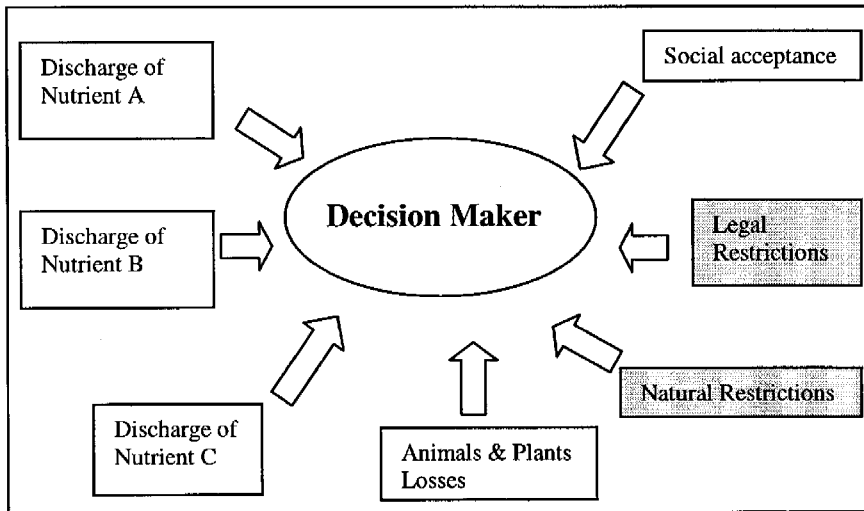 Discharge of
Nutrient A
Social acceptance
Decision Maker
Discharge of
Nutrient B
Legal
Restrictions
Natural Restrictions
Discharge of
Nutrient C
Animals & Plants
Losses